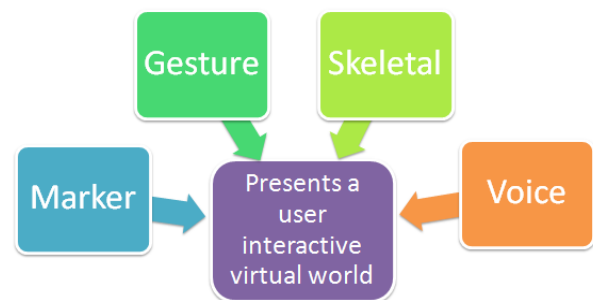 Gesture
Skeletal
Marker
Voice
Presents a
user
interactive
virtual world